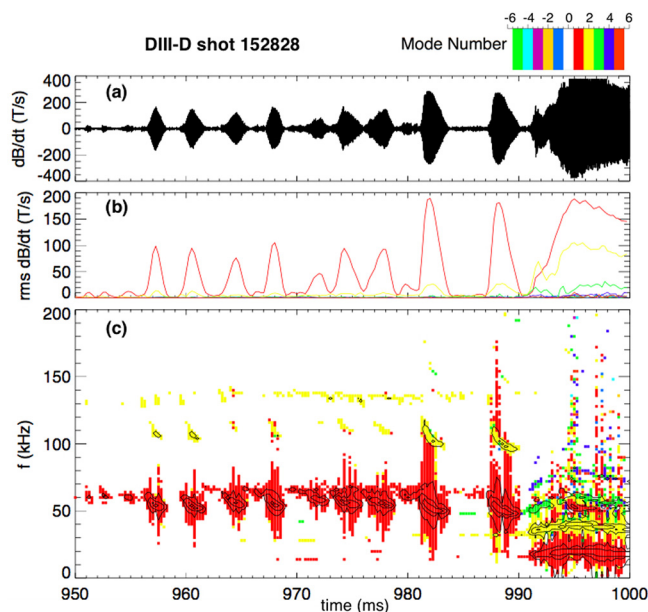 -6 -4 -2 0 2 4 6
DIII-D shot 152828
Mode Number
(a)
dB/dt (T/s)
400
200
0
-200
-400
(b)
rms dB/dt (T/s)
200
150
100
50
0
(c)
f (kHz)
200
150
100
50
0
950 960 970 980 990 1000
time (ms)